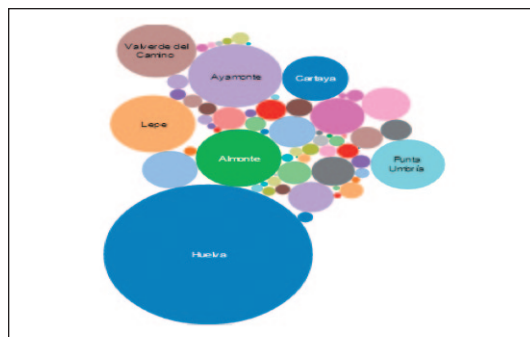 Valverde del
Camino
Ayamonte
Cartaya
Lepe
Almonte
Punta
Umbría
Huelva